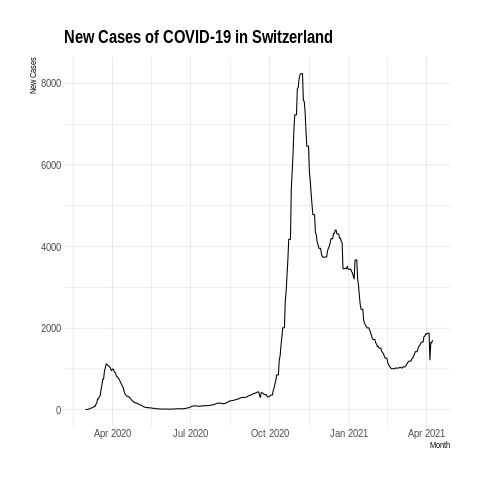 New Cases of COVID-19 in Switzerland
New Cases
8000
6000
4000
2000
0
Apr 2020 Jul 2020 Oct 2020 Jan 2021 Apr 2021
Month